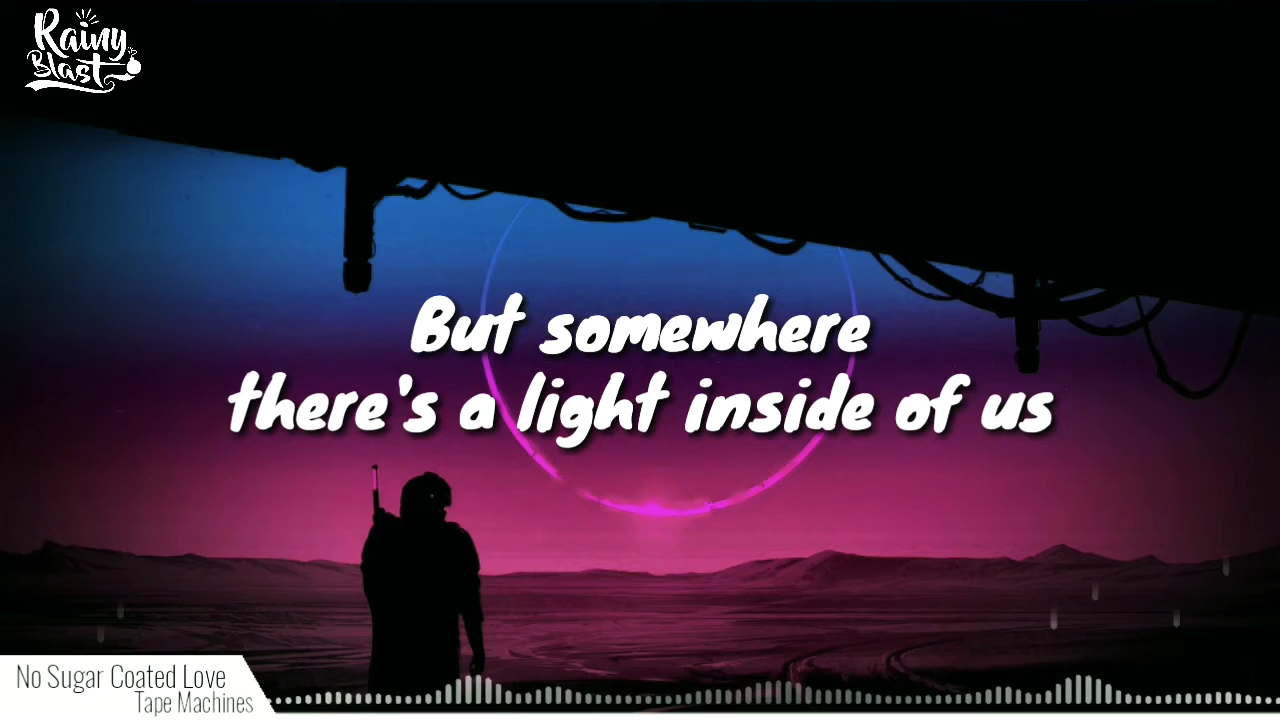 Rainy
Blast
But somewhere
there's a light inside of us
No Sugar Coated Love
Tape Machines